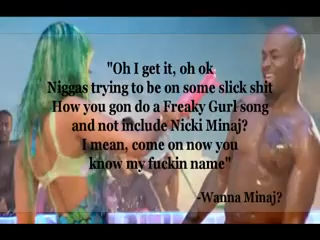 "Oh I get it, oh ok
Niggas trying to be on some slick shit
How you gon do a Freaky Gurl song
and not include Nicki Minaj?
I mean, come on now you
know my fuckin name"
-Wanna Minaj?